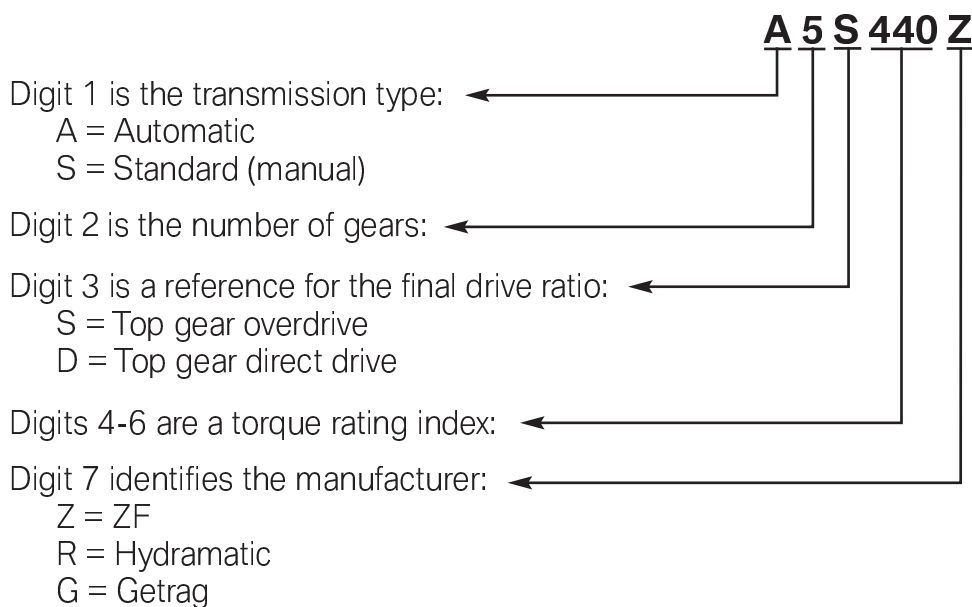 A 5 S 440 Z
Digit 1 is the transmission type:
A = Automatic
S = Standard (manual)
Digit 2 is the number of gears:
Digit 3 is a reference for the final drive ratio:
S = Top gear overdrive
D = Top gear direct drive
Digits 4-6 are a torque rating index:
Digit 7 identifies the manufacturer:
Z = ZF
R = Hydramatic
G = Getrag